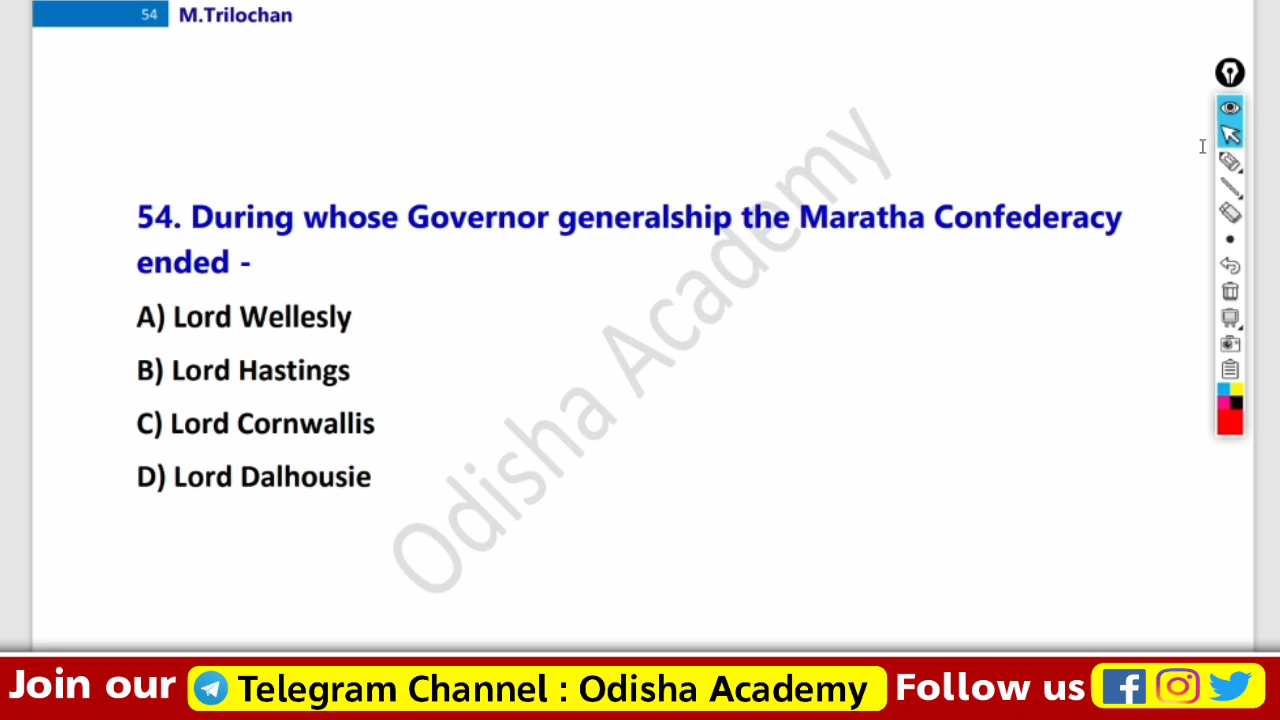 54 M.Trilochan
54. During whose Governor generalship the Maratha Confederacy
ended -
A) Lord Wellesly
B) Lord Hastings
C) Lord Cornwallis
D) Lord Dalhousie
Odisha Academy
Join our Telegram Channel : Odisha Academy Follow us